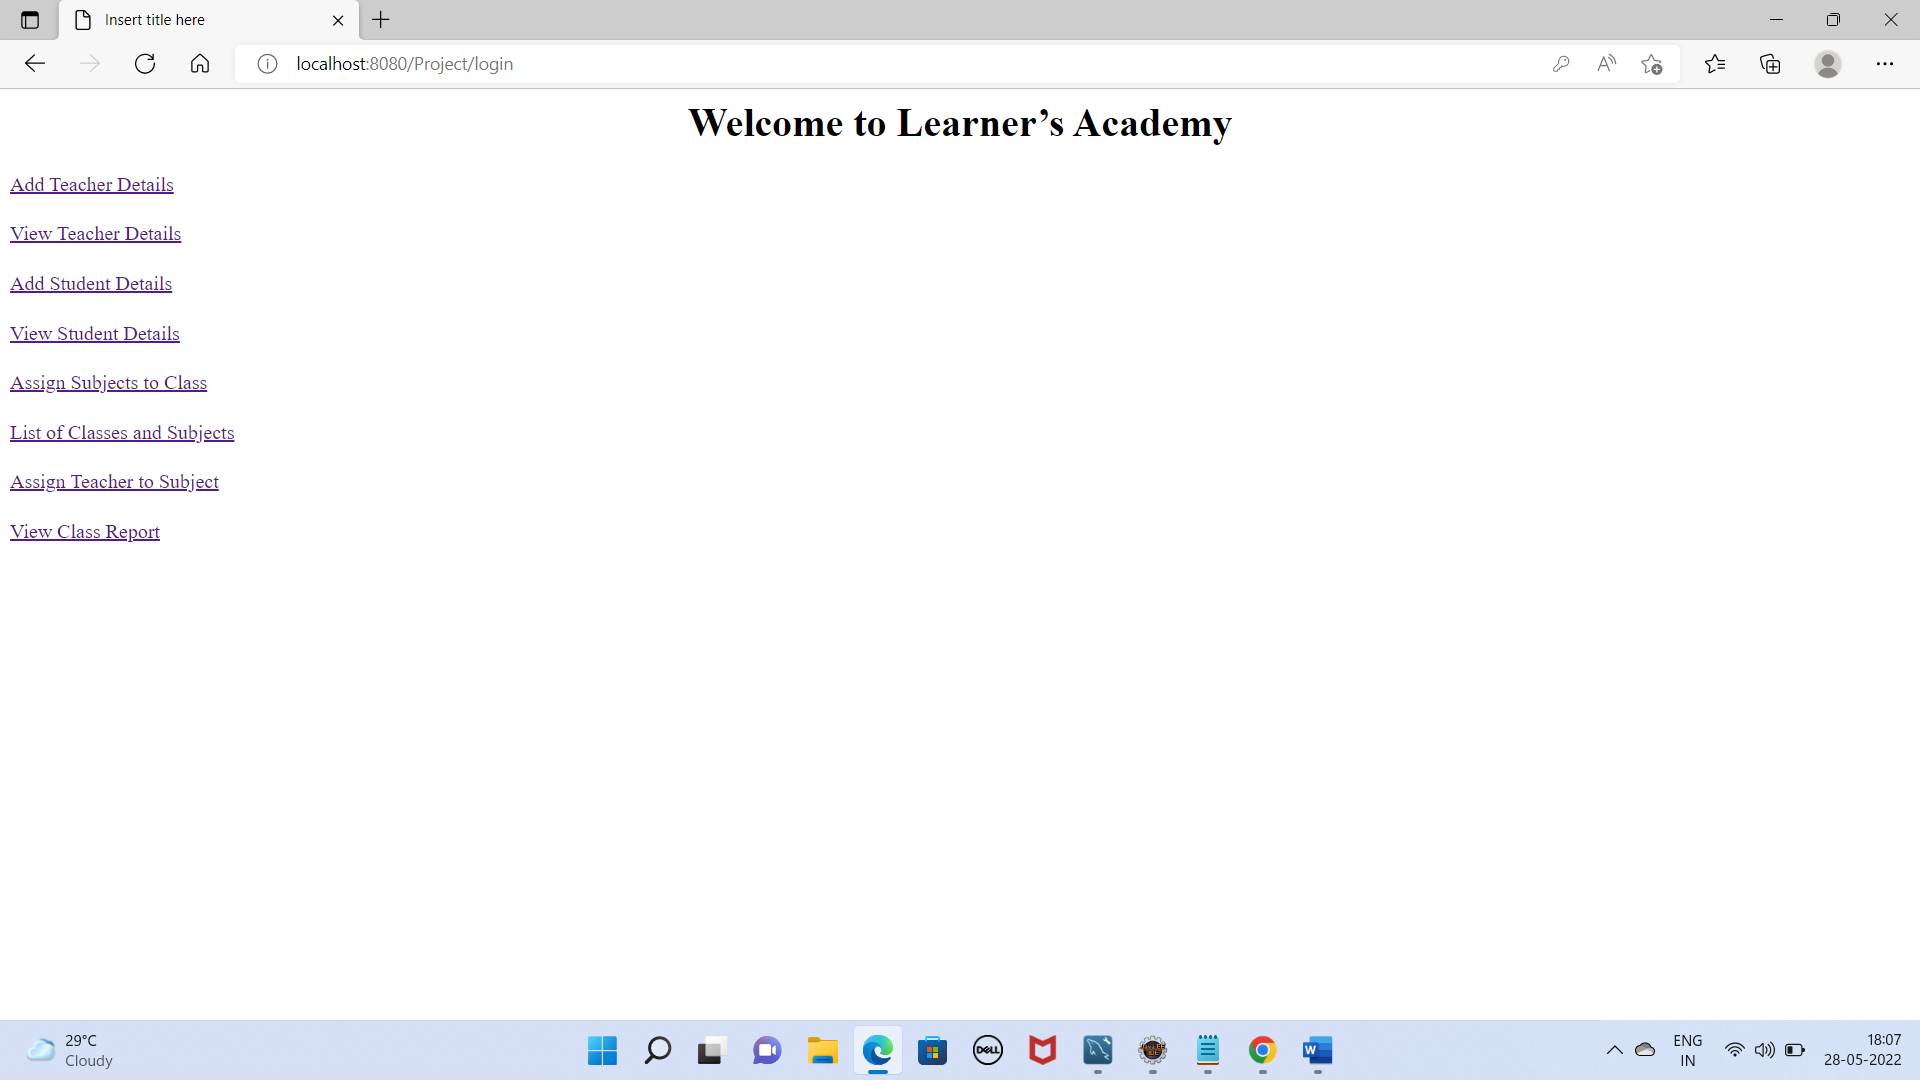 Insert title here
localhost:8080/Project/login
Welcome to Learner’s Academy
Add Teacher Details
View Teacher Details
Add Student Details
View Student Details
Assign Subjects to Class
List of Classes and Subjects
Assign Teacher to Subject
View Class Report
29°C
Cloudy
DELL
W
ENG
IN
18:07
28-05-2022